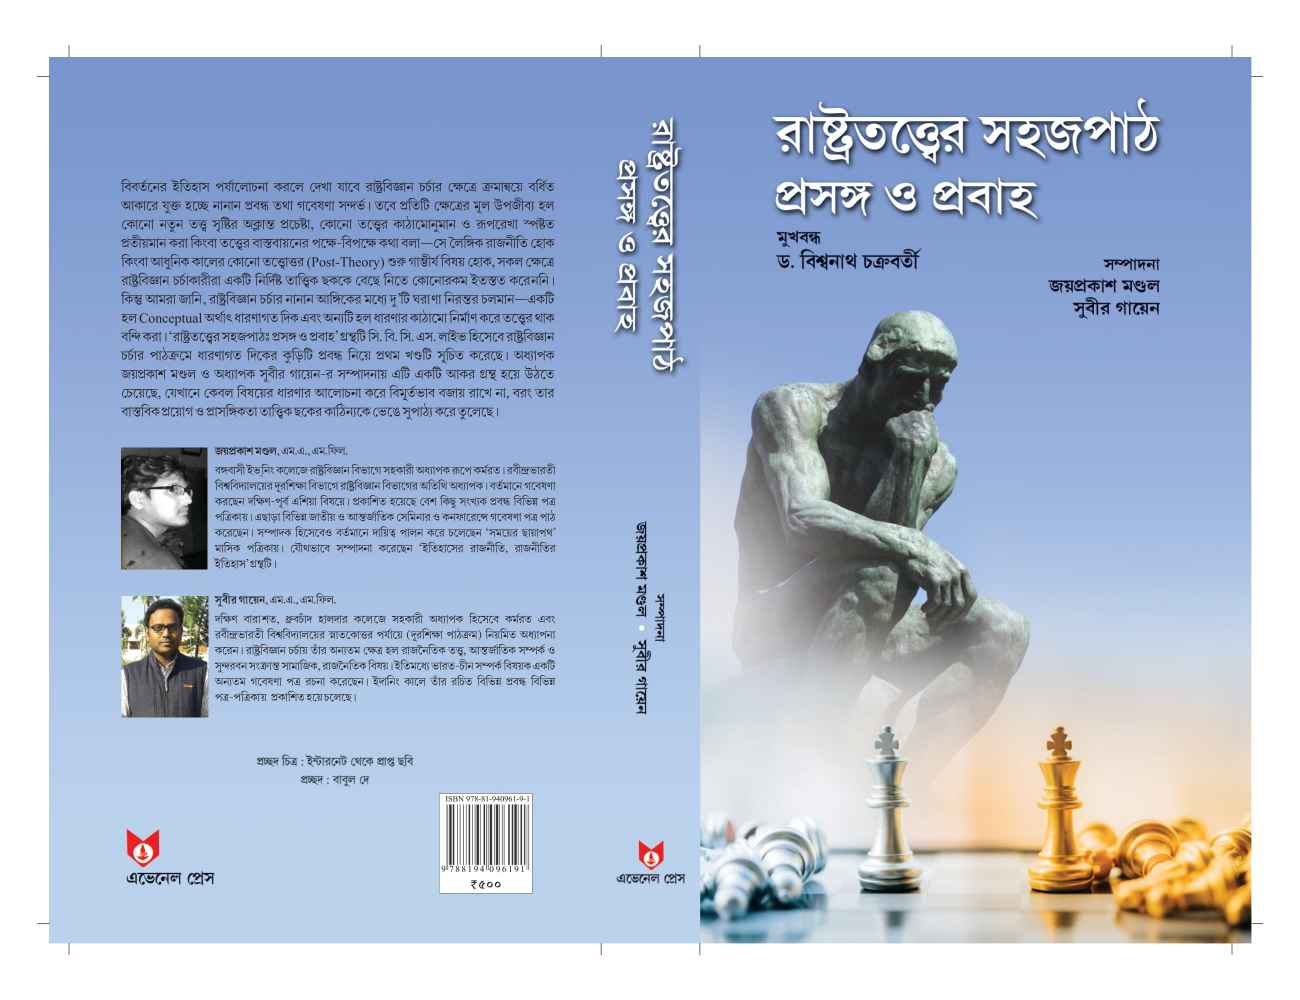 বিবর্তনের ইতিহাস পর্যালোচনা করলে দেখা যাবে রাষ্ট্রবিজ্ঞান চর্চার ক্ষেত্রে ক্রমান্বয়ে বর্ধিত
আকারে যুক্ত হচ্ছে নানান প্রবন্ধ তথা গবেষণা সন্দর্ভ। তবে প্রতিটি ক্ষেত্রের মূল উপজীব্য হল
কোনো নতুন তত্ত্ব সৃষ্টির অক্লান্ত প্রচেষ্টা, কোনো তত্ত্বের কাঠামোনুমান ও রূপরেখা স্পষ্টত
প্রতীয়মান করা কিংবা তত্ত্বের বাস্তবায়নের পক্ষে-বিপক্ষে কথা বলা—সে লৈঙ্গিক রাজনীতি হোক
কিংবা আধুনিক কালের কোনো তত্ত্বোত্তর (Post-Theory) শুরু গাম্ভীর্য বিষয় হোক, সকল ক্ষেত্রে
রাষ্ট্রবিজ্ঞান চর্চাকারীরা একটি নির্দিষ্ট তাত্ত্বিক ছককে বেছে নিতে কোনোরকম ইতস্তত করেননি।
কিন্তু আমরা জানি, রাষ্ট্রবিজ্ঞান চর্চার নানান আঙ্গিকের মধ্যে দু'টি ঘরাণা নিরন্তর চলমান—একটি
হল Conceptual অর্থাৎ ধারণাগত দিক এবং অন্যটি হল ধারণার কাঠামো নির্মাণ করে তত্ত্বের থাক
বন্দি করা। 'রাষ্ট্রতত্ত্বের সহজপাঠঃ প্রসঙ্গ ও প্রবাহ' গ্রন্থটি সি. বি. সি. এস. লাইভ হিসেবে রাষ্ট্রবিজ্ঞান
চর্চার পাঠক্রমে ধারণাগত দিকের কুড়িটি প্রবন্ধ নিয়ে প্রথম খণ্ডটি সূচিত করেছে। অধ্যাপক
জয়প্রকাশ মণ্ডল ও অধ্যাপক সুবীর গায়েন-র সম্পাদনায় এটি একটি আকর গ্রন্থ হয়ে উঠতে
চেয়েছে, যেখানে কেবল বিষয়ের ধারণার আলোচনা করে বিমূর্তভাব বজায় রাখে না, বরং তার
বাস্তবিক প্রয়োগ ও প্রাসঙ্গিকতা তাত্ত্বিক ছকের কাঠিন্যকে ভেঙে সুপাঠ্য করে তুলেছে।
জয়প্রকাশ মণ্ডল, এম.এ., এম.ফিল.
বঙ্গবাসী ইভনিং কলেজে রাষ্ট্রবিজ্ঞান বিভাগে সহকারী অধ্যাপক রূপে কর্মরত। রবীন্দ্রভারতী
বিশ্ববিদ্যালয়ের দূরশিক্ষা বিভাগে রাষ্ট্রবিজ্ঞান বিভাগের অতিথি অধ্যাপক। বর্তমানে গবেষণা
করছেন দক্ষিণ-পূর্ব এশিয়া বিষয়ে। প্রকাশিত হয়েছে বেশ কিছু সংখ্যক প্রবন্ধ বিভিন্ন পত্র
পত্রিকায়। এছাড়া বিভিন্ন জাতীয় ও আন্তর্জাতিক সেমিনার ও কনফারেন্সে গবেষণা পত্র পাঠ
করেছেন। সম্পাদক হিসেবেও বর্তমানে দায়িত্ব পালন করে চলেছেন 'সময়ের ছায়াপথ'
মাসিক পত্রিকায়। যৌথভাবে সম্পাদনা করেছেন 'ইতিহাসের রাজনীতি, রাজনীতির
ইতিহাস' গ্রন্থটি।
সুবীর গায়েন, এম.এ., এম.ফিল.
দক্ষিণ বারাশত, ধ্রুবচাঁদ হালদার কলেজে সহকারী অধ্যাপক হিসেবে কর্মরত এবং
রবীন্দ্রভারতী বিশ্ববিদ্যালয়ের স্নাতকোত্তর পর্যায়ে (দূরশিক্ষা পাঠক্রম) নিয়মিত অধ্যাপনা
করেন। রাষ্ট্রবিজ্ঞান চর্চায় তাঁর অন্যতম ক্ষেত্র হল রাজনৈতিক তত্ত্ব, আন্তর্জাতিক সম্পর্ক ও
সুন্দরবন সংক্রান্ত সামাজিক, রাজনৈতিক বিষয়। ইতিমধ্যে ভারত-চীন সম্পর্ক বিষয়ক একটি
অন্যতম গবেষণা পত্র রচনা করেছেন। ইদানিং কালে তাঁর রচিত বিভিন্ন প্রবন্ধ বিভিন্ন
পত্র-পত্রিকায় প্রকাশিত হয়ে চলেছে।
প্রচ্ছদ চিত্র : ইন্টারনেট থেকে প্রাপ্ত ছবি
প্রচ্ছদ : বাবুল দে
ISBN 978-81-940961-9-1
9 788194 096191
₹৫০০
এভেনেল প্রেস
রাষ্ট্রতত্ত্বের সহজপাঠ
প্রসঙ্গ ও প্রবাহ
সম্পাদনা
জয়প্রকাশ মণ্ডল • সুবীর গায়েন
এভেনেল প্রেস
রাষ্ট্রতত্ত্বের সহজপাঠ
প্রসঙ্গ ও প্রবাহ
মুখবন্ধ
ড. বিশ্বনাথ চক্রবর্তী
সম্পাদনা
জয়প্রকাশ মণ্ডল
সুবীর গায়েন